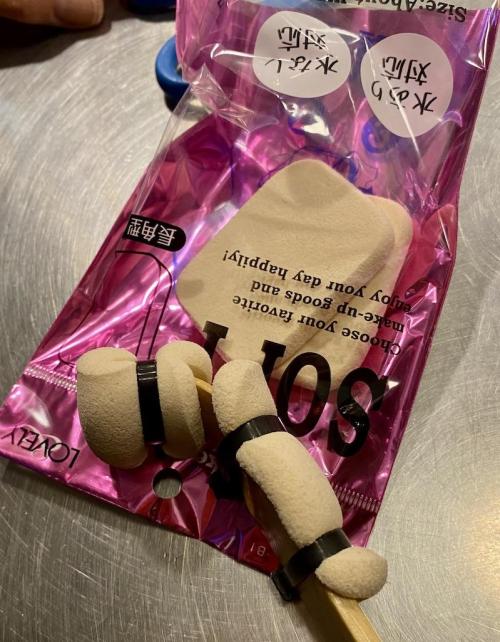 LOVELY
SOFT
Choose your favorite
make-up goods and
enjoy your day happily!
長角型
水あり
対応
水なし
対応
Size:About